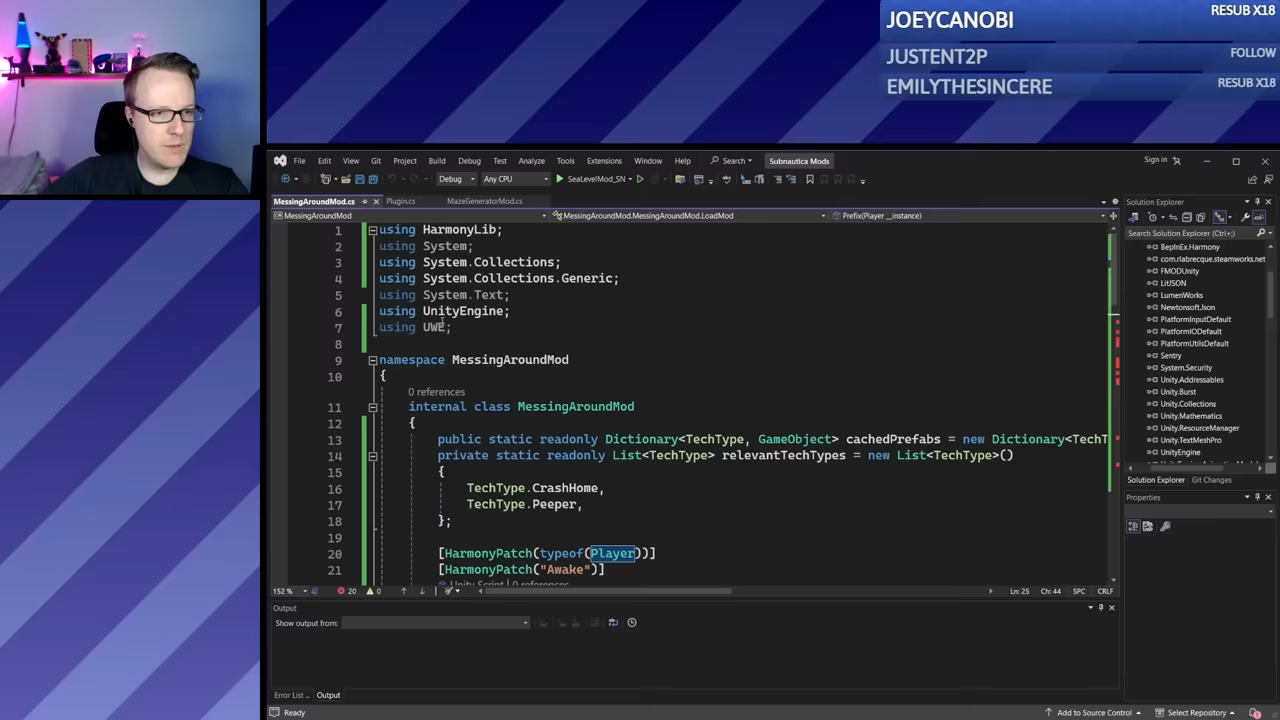 JOEYCANOBI RESUB X18
JUSTENT2P FOLLOW
EMILYTHESINCERE RESUB X18
File Edit View Git Project Build Debug Test Analyze Tools Extensions Window Help Search Subnautica Mods Sign in
Debug Any CPU SeaLevelMod_SN
MessingAroundMod.cs Plugin.cs MazeGeneratorMod.cs
MessingAroundMod MessingAroundMod.MessingAroundMod.LoadMod Prefix(Player __instance)
1 using HarmonyLib;
2 using System;
3 using System.Collections;
4 using System.Collections.Generic;
5 using System.Text;
6 using UnityEngine;
7 using UWE;
8
9 namespace MessingAroundMod
10 {
0 references
11 internal class MessingAroundMod
12 {
13 public static readonly Dictionary<TechType, GameObject> cachedPrefabs = new Dictionary<TechT
14 private static readonly List<TechType> relevantTechTypes = new List<TechType>()
15 {
16 TechType.CrashHome,
17 TechType.Peeper,
18 };
19
20 [HarmonyPatch(typeof(Player))]
21 [HarmonyPatch("Awake")]
Unity Script | 0 references
152 % 20 0 Ln: 25 Ch: 44 SPC CRLF
Output
Show output from:
Error List ... Output
Ready Add to Source Control Select Repository
Solution Explorer
Search Solution Explorer (Ctrl+;
BepInEx.Harmony
com.rlabrecque.steamworks.net
FMODUnity
LitJSON
LumenWorks
Newtonsoft.Json
PlatformInputDefault
PlatformIODefault
PlatformUtilsDefault
Sentry
System.Security
Unity.Addressables
Unity.Burst
Unity.Collections
Unity.Mathematics
Unity.ResourceManager
Unity.TextMeshPro
UnityEngine
Solution Explorer Git Changes
Properties